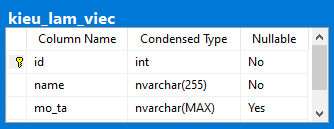 kieu_lam_viec
Column Name Condensed Type Nullable
id int No
name nvarchar(255) No
mo_ta nvarchar(MAX) Yes